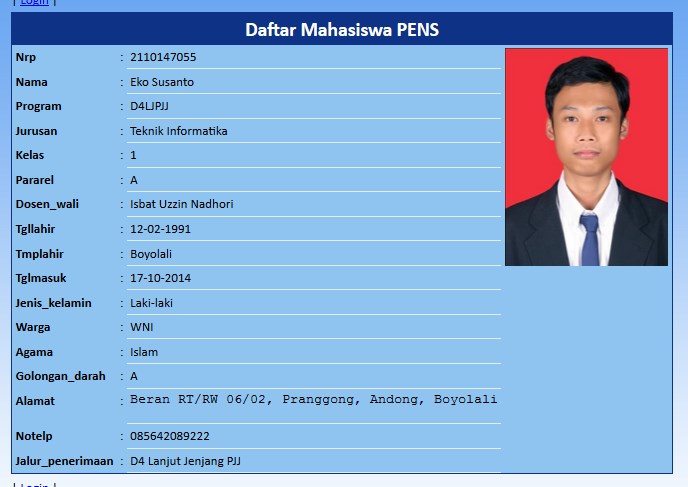 | Login |
Daftar Mahasiswa PENS
Nrp : 2110147055
Nama : Eko Susanto
Program : D4LJPJJ
Jurusan : Teknik Informatika
Kelas : 1
Pararel : A
Dosen_wali : Isbat Uzzin Nadhori
Tgllahir : 12-02-1991
Tmplahir : Boyolali
Tglmasuk : 17-10-2014
Jenis_kelamin : Laki-laki
Warga : WNI
Agama : Islam
Golongan_darah : A
Alamat : Beran RT/RW 06/02, Pranggong, Andong, Boyolali
Notelp : 085642089222
Jalur_penerimaan : D4 Lanjut Jenjang PJJ
| Login |